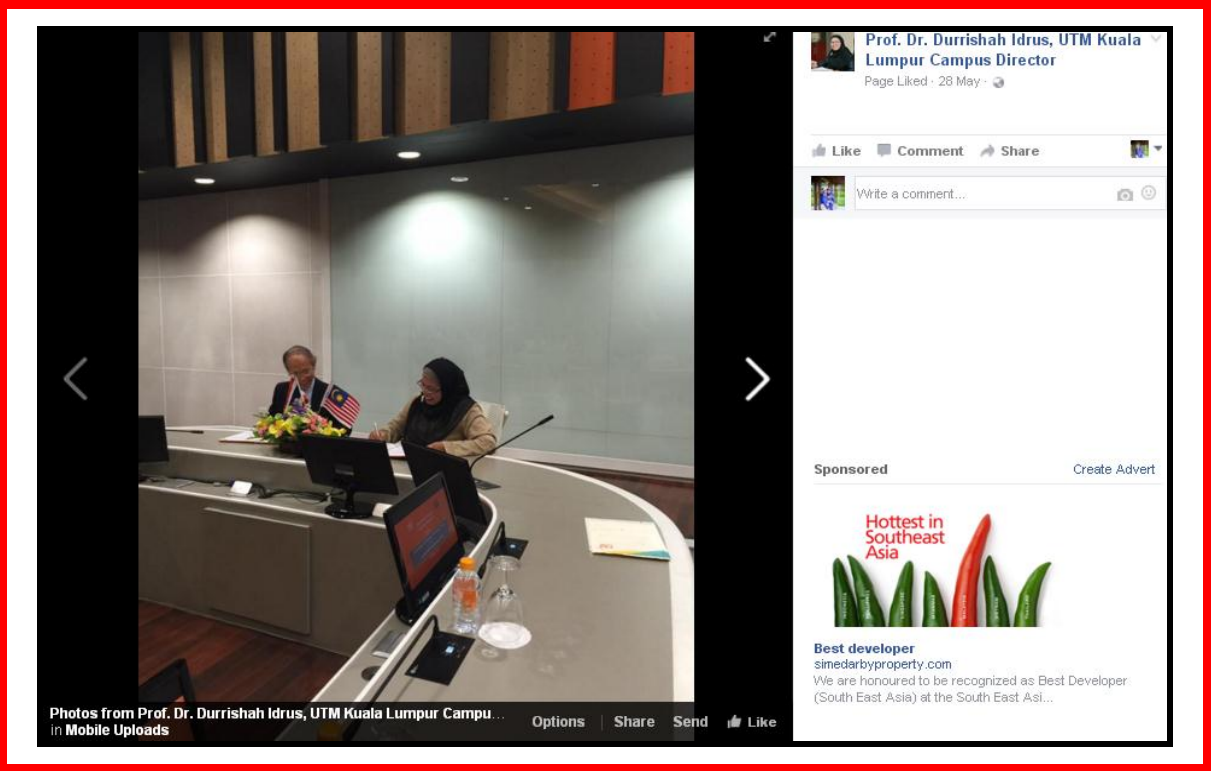 Prof. Dr. Durrishah Idrus, UTM Kuala
Lumpur Campus Director
Page Liked · 28 May ·
Like Comment Share
Write a comment...
Sponsored Create Advert
Hottest in
Southeast
Asia
Best developer
simedarbyproperty.com
We are honoured to be recognized as Best Developer
(South East Asia) at the South East Asi...
Photos from Prof. Dr. Durrishah Idrus, UTM Kuala Lumpur Campu...
in Mobile Uploads
Options Share Send Like